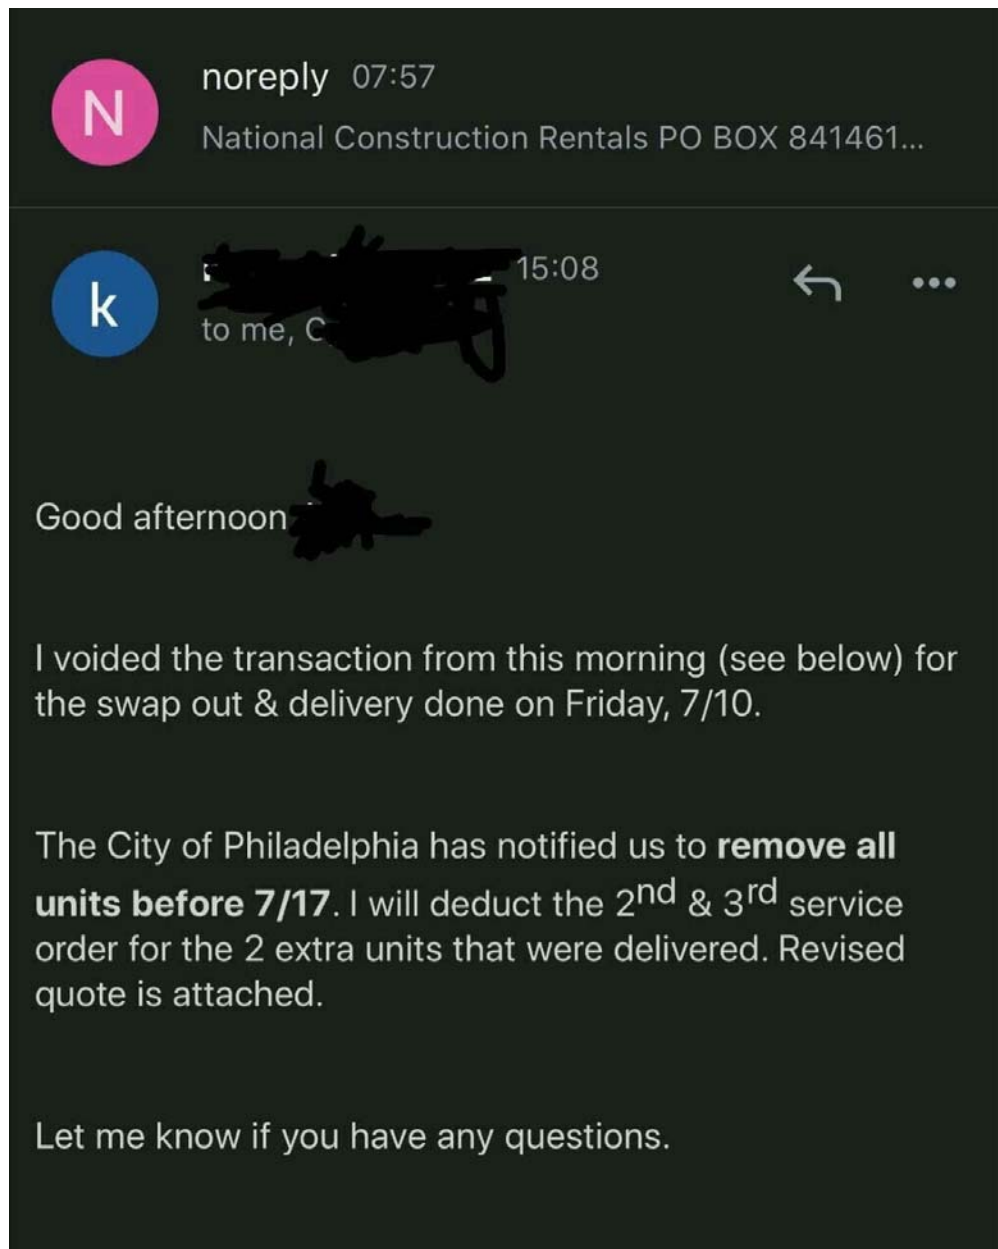 N
noreply 07:57
National Construction Rentals PO BOX 841461...
k
15:08
to me, C
Good afternoon
I voided the transaction from this morning (see below) for
the swap out & delivery done on Friday, 7/10.
The City of Philadelphia has notified us to remove all
units before 7/17. I will deduct the 2nd & 3rd service
order for the 2 extra units that were delivered. Revised
quote is attached.
Let me know if you have any questions.